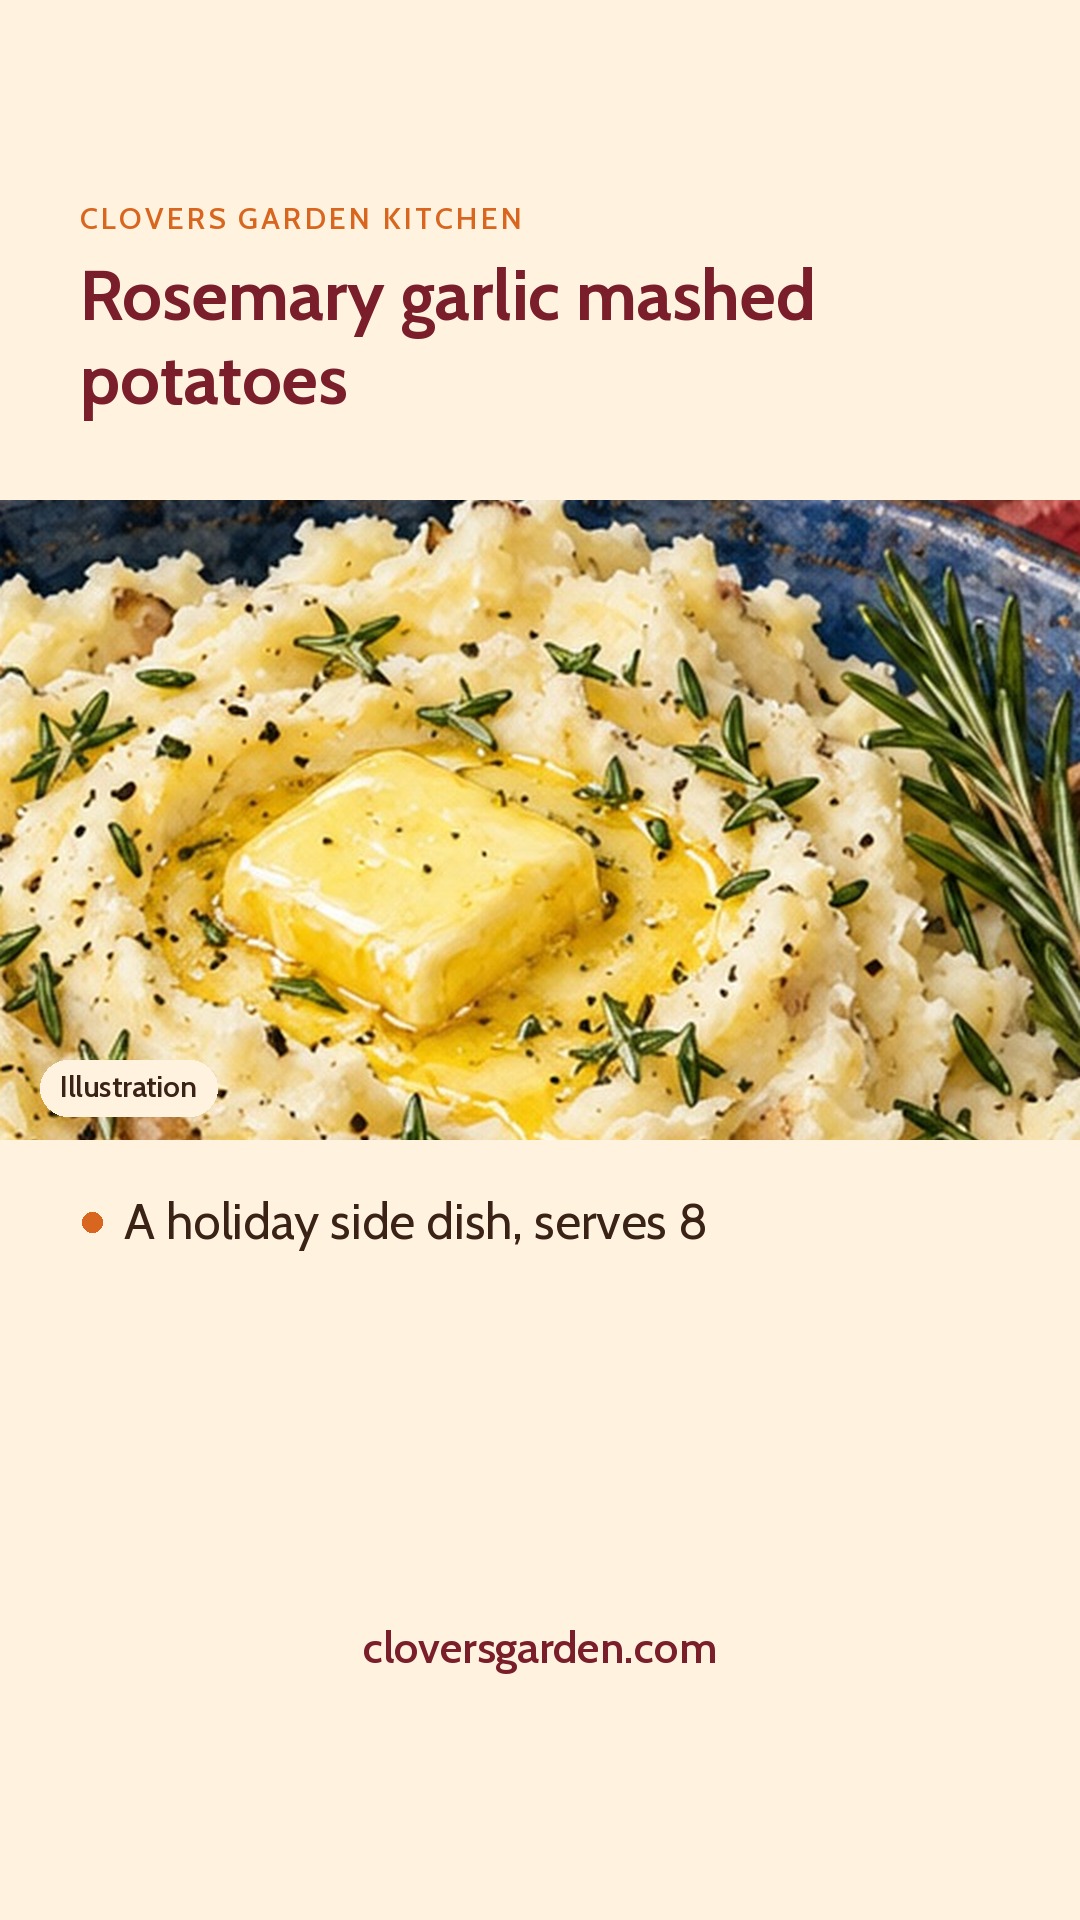 CLOVERS GARDEN KITCHEN
Rosemary garlic mashed
potatoes
Illustration
A holiday side dish, serves 8
cloversgarden.com